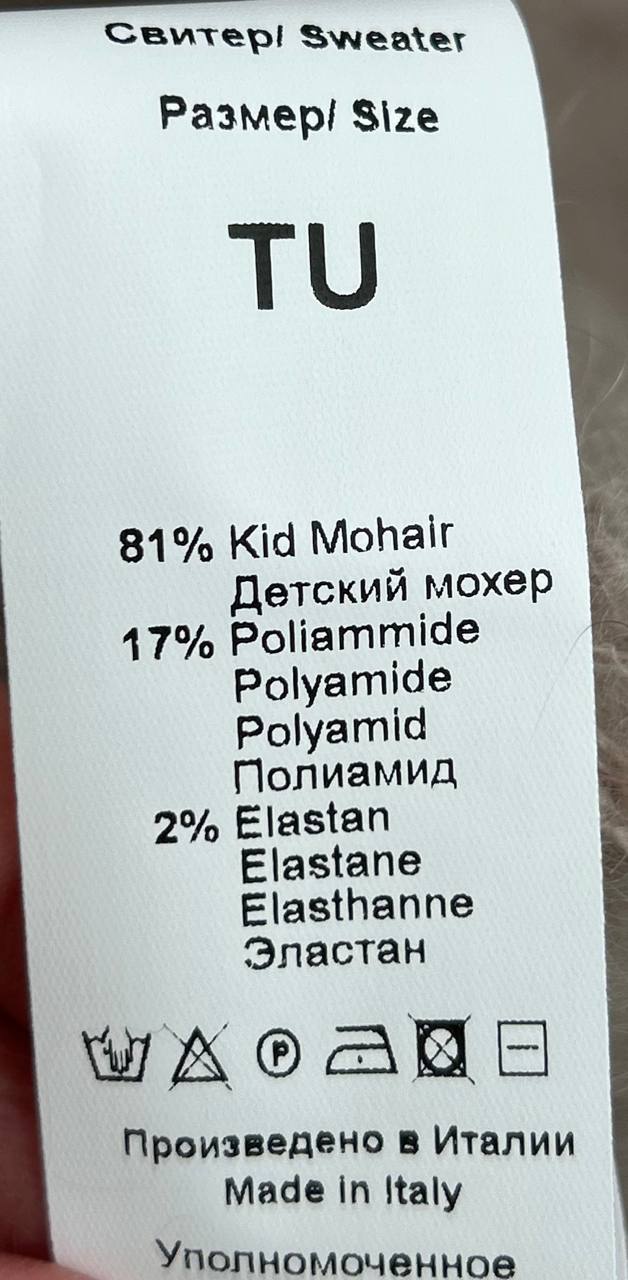 Свитер/ Sweater
Размер/ Size
TU
81% Kid Mohair
Детский мохер
17% Poliammide
Polyamide
Polyamid
Полиамид
2% Elastan
Elastane
Elasthanne
Эластан
P
Произведено в Италии
Made in Italy
Уполномоченное